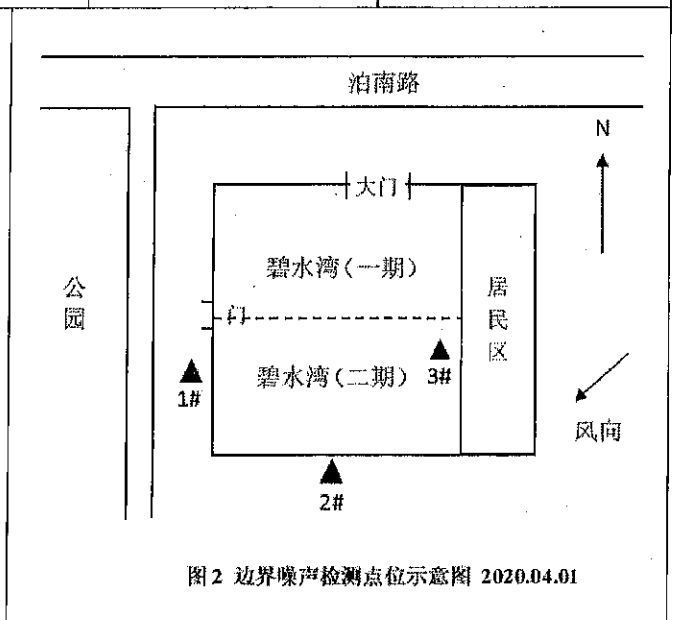 泊南路
N
大门
碧水湾(一期)
公园
居民区
门
碧水湾(二期)
3#
1#
风向
2#
图2 边界噪声检测点位示意图 2020.04.01